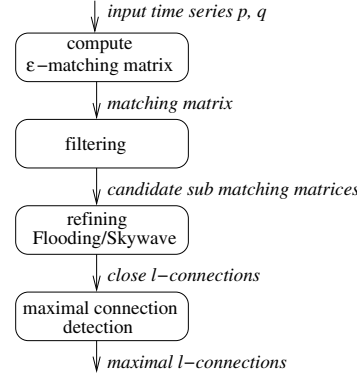 input time series p, q
compute
ε−matching matrix
matching matrix
filtering
candidate sub matching matrices
refining
Flooding/Skywave
close l−connections
maximal connection
detection
maximal l−connections